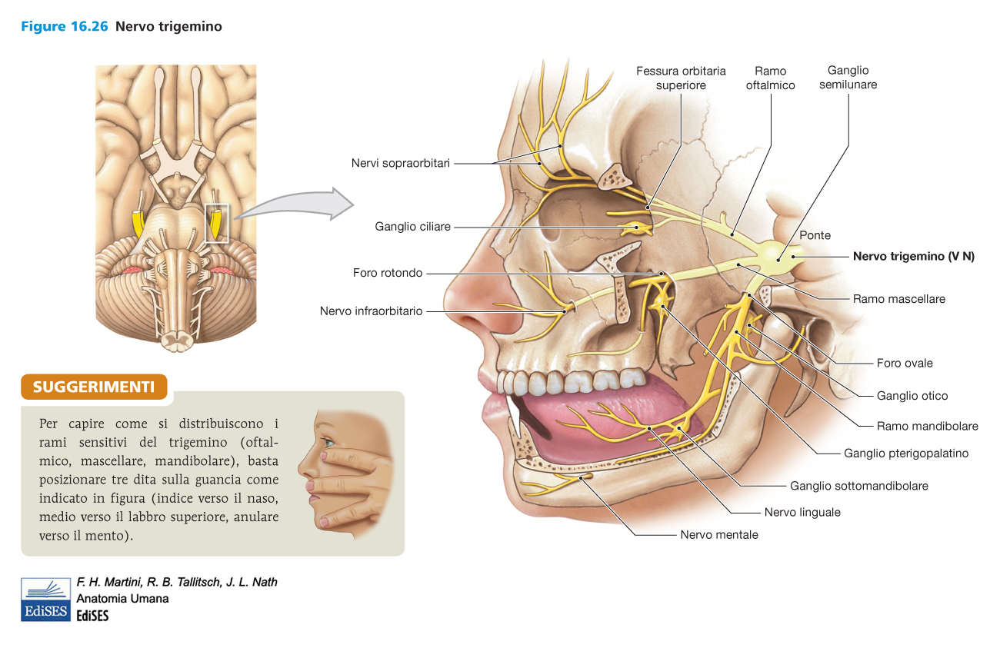 Figure 16.26 Nervo trigemino
Fessura orbitaria
superiore
Ramo
oftalmico
Ganglio
semilunare
Nervi sopraorbitari
Ganglio ciliare
Ponte
Nervo trigemino (V N)
Foro rotondo
Ramo mascellare
Nervo infraorbitario
Foro ovale
Ganglio otico
Ramo mandibolare
Ganglio pterigopalatino
Ganglio sottomandibolare
Nervo linguale
Nervo mentale
SUGGERIMENTI
Per capire come si distribuiscono i
rami sensitivi del trigemino (oftal-
mico, mascellare, mandibolare), basta
posizionare tre dita sulla guancia come
indicato in figura (indice verso il naso,
medio verso il labbro superiore, anulare
verso il mento).
F. H. Martini, R. B. Tallitsch, J. L. Nath
Anatomia Umana
EdiSES
EdiSES